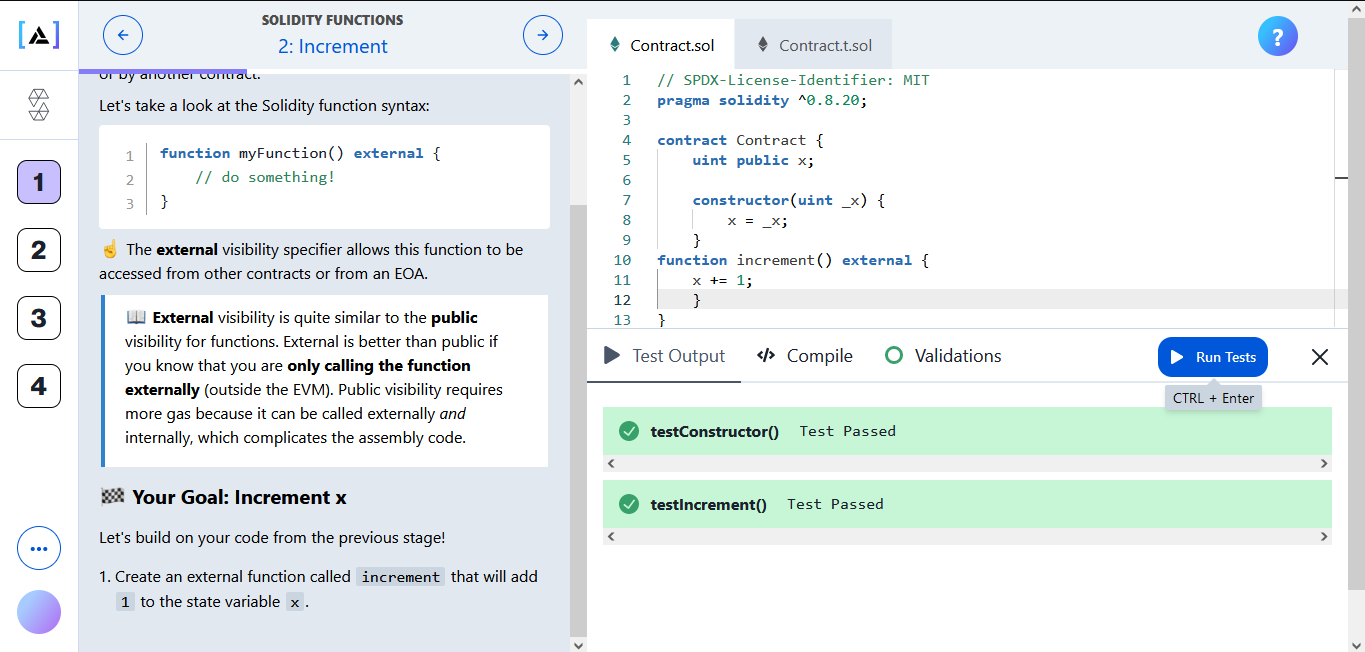 SOLIDITY FUNCTIONS
2: Increment
or by another contract.
Let's take a look at the Solidity function syntax:
1 function myFunction() external {
2 // do something!
3 }
☝ The external visibility specifier allows this function to be
accessed from other contracts or from an EOA.
📖 External visibility is quite similar to the public
visibility for functions. External is better than public if
you know that you are only calling the function
externally (outside the EVM). Public visibility requires
more gas because it can be called externally and
internally, which complicates the assembly code.
🏁 Your Goal: Increment x
Let's build on your code from the previous stage!
1. Create an external function called increment that will add
1 to the state variable x.
1
2
3
4
Contract.sol
Contract.t.sol
?
1 // SPDX-License-Identifier: MIT
2 pragma solidity ^0.8.20;
3
4 contract Contract {
5 uint public x;
6
7 constructor(uint _x) {
8 x = _x;
9 }
10 function increment() external {
11 x += 1;
12 }
13 }
Test Output
Compile
Validations
Run Tests
CTRL + Enter
testConstructor() Test Passed
testIncrement() Test Passed